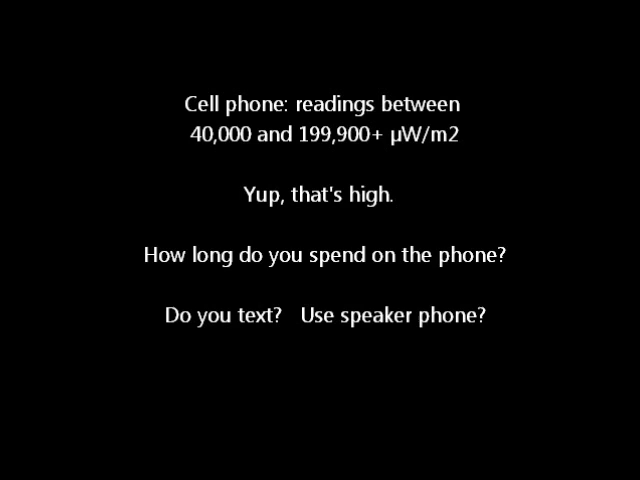 Cell phone: readings between
40,000 and 199,900+ µW/m2
Yup, that's high.
How long do you spend on the phone?
Do you text?   Use speaker phone?